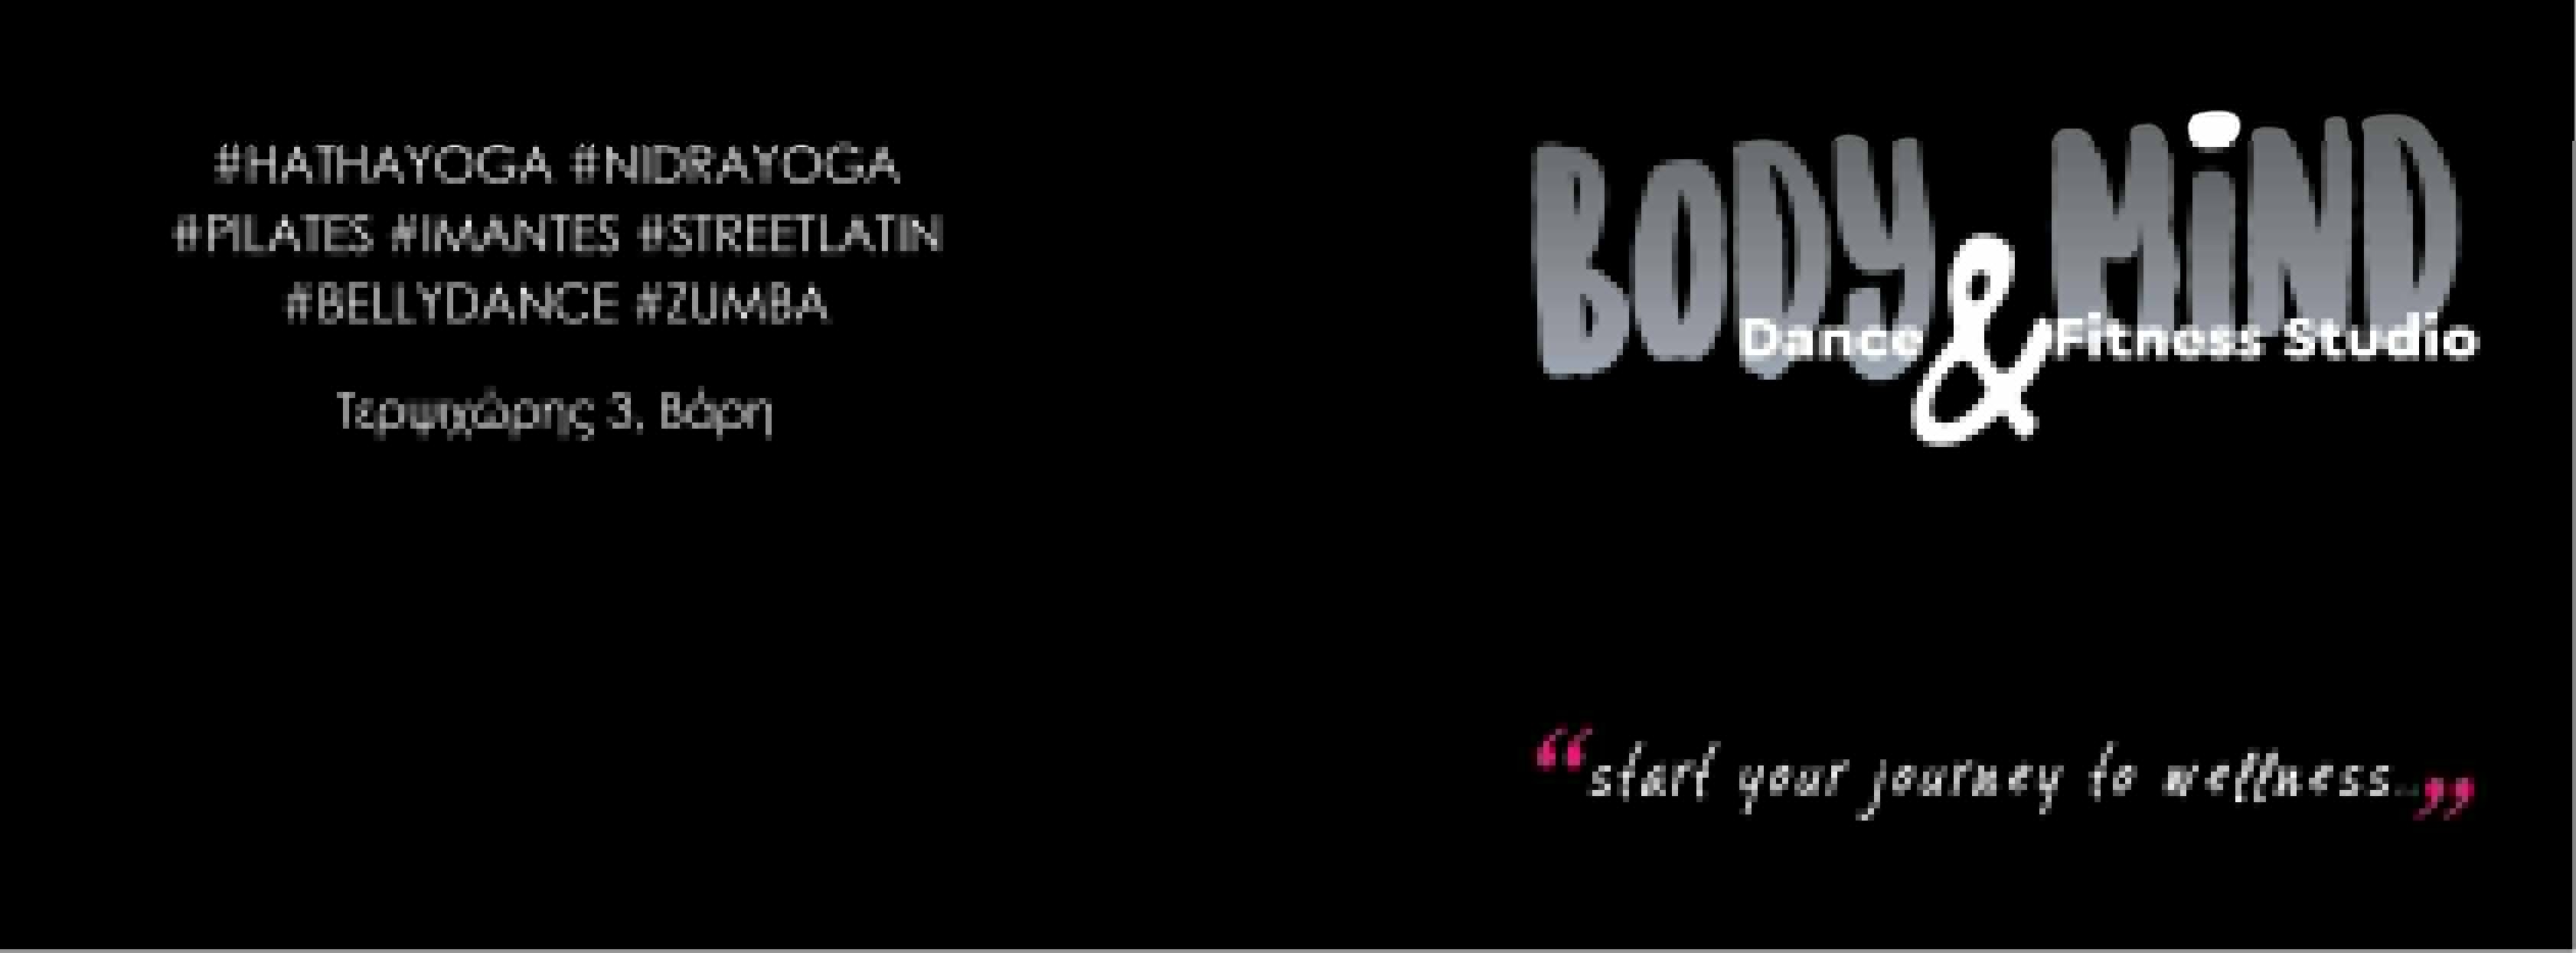 #HATHAYOGA #NIDRAYOGA
#PILATES #IMANTES #STREETLATIN
#BELLYDANCE #ZUMBA
Τερψιχώρης 3, Βάρη
BODY & MiND
Dance & Fitness Studio
“start your journey to wellness...”